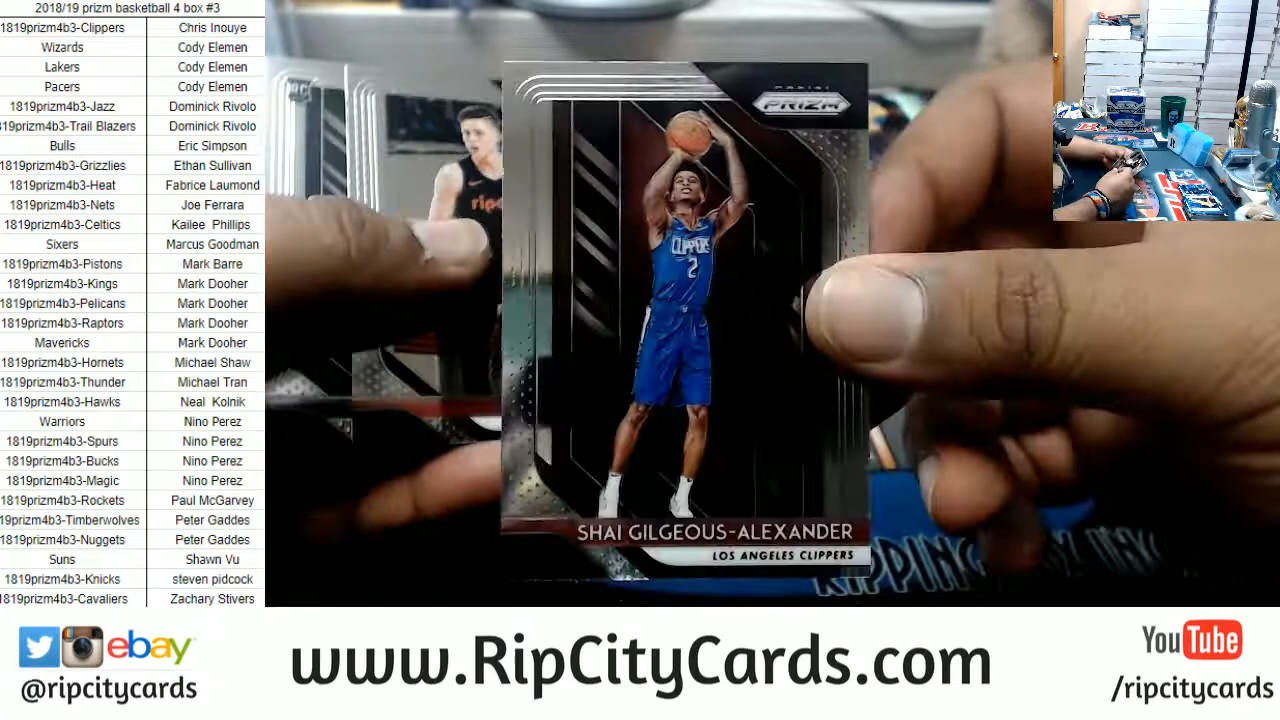 2018/19 prizm basketball 4 box #3
1819prizm4b3-Clippers Chris Inouye
Wizards Cody Elemen
Lakers Cody Elemen
Pacers Cody Elemen
1819prizm4b3-Jazz Dominick Rivolo
19prizm4b3-Trail Blazers Dominick Rivolo
Bulls Eric Simpson
1819prizm4b3-Grizzlies Ethan Sullivan
1819prizm4b3-Heat Fabrice Laumond
1819prizm4b3-Nets Joe Ferrara
1819prizm4b3-Celtics Kailee Phillips
Sixers Marcus Goodman
1819prizm4b3-Pistons Mark Barre
1819prizm4b3-Kings Mark Dooher
1819prizm4b3-Pelicans Mark Dooher
1819prizm4b3-Raptors Mark Dooher
Mavericks Mark Dooher
1819prizm4b3-Hornets Michael Shaw
1819prizm4b3-Thunder Michael Tran
1819prizm4b3-Hawks Neal Kolnik
Warriors Nino Perez
1819prizm4b3-Spurs Nino Perez
1819prizm4b3-Bucks Nino Perez
1819prizm4b3-Magic Nino Perez
1819prizm4b3-Rockets Paul McGarvey
19prizm4b3-Timberwolves Peter Gaddes
1819prizm4b3-Nuggets Peter Gaddes
Suns Shawn Vu
1819prizm4b3-Knicks steven pidcock
1819prizm4b3-Cavaliers Zachary Stivers
RC
rip
PANINI
PRIZM
CLIPPERS
2
SHAI GILGEOUS-ALEXANDER
LOS ANGELES CLIPPERS
RIPPING
ebay
@ripcitycards
www.RipCityCards.com
YouTube
/ripcitycards